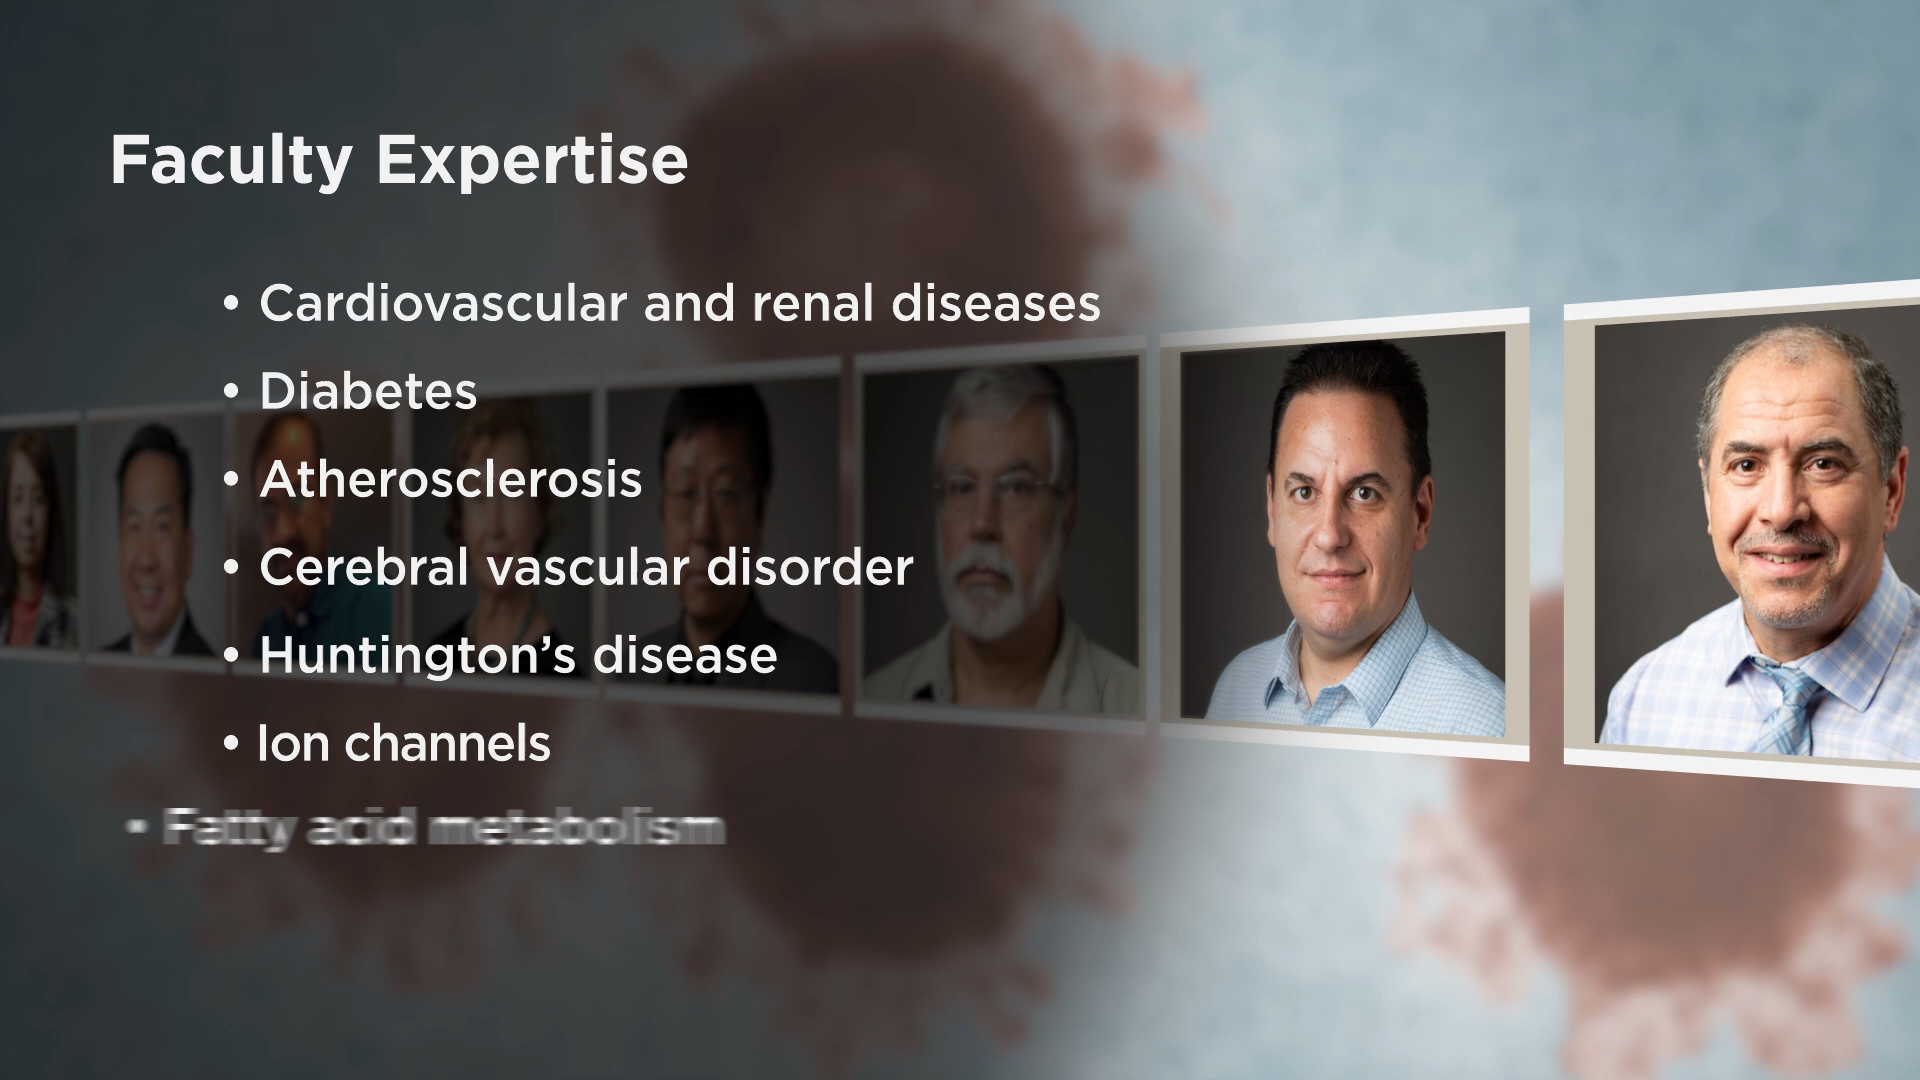 Faculty Expertise
• Cardiovascular and renal diseases
• Diabetes
• Atherosclerosis
• Cerebral vascular disorder
• Huntington’s disease
• Ion channels
• Fatty acid metabolism